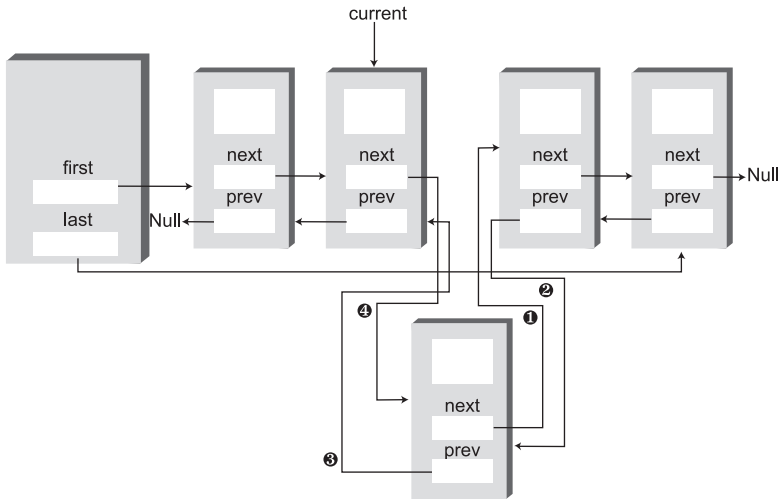 current
first
last
Null
next
prev
next
prev
next
prev
next
prev
Null
❹
❷
❶
next
prev
❸